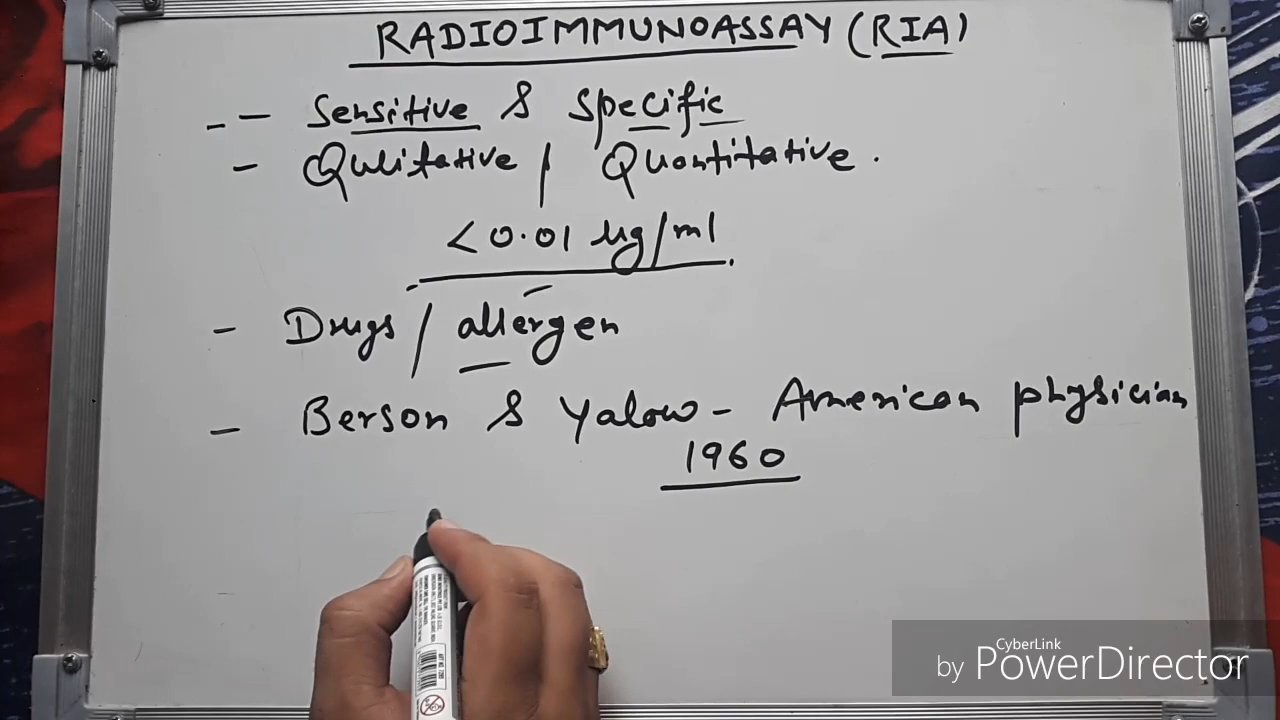 RADIOIMMUNOASSAY (RIA)
-- Sensitive & Specific
- Qulitative / Quantitative.
<0.01 μg/ml
- Drugs / allergen
- Berson & Yalow - American physician
1960
CyberLink
by PowerDirector